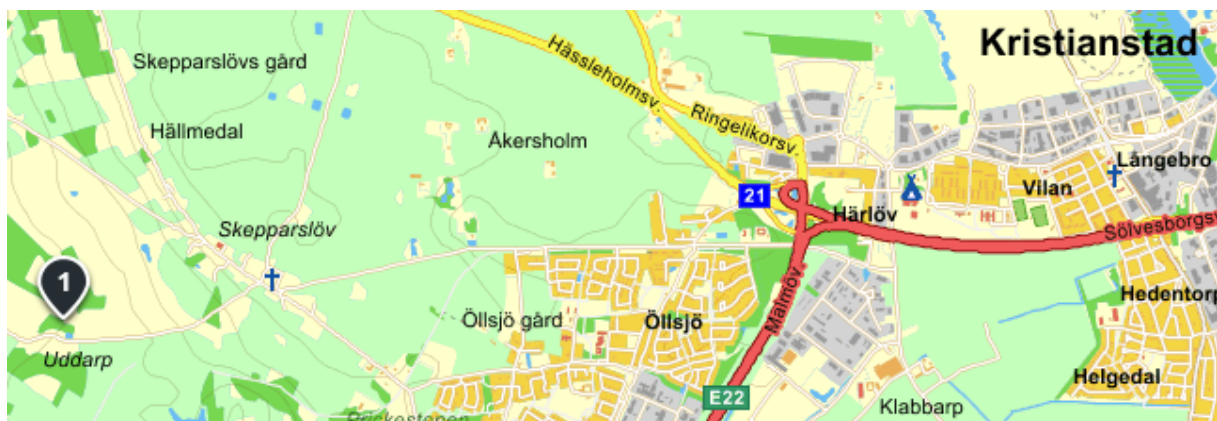 Kristianstad
Skepparslövs gård
Hässleholmsv.
Ringelikorsv.
Hällmedal
Åkersholm
Långebro
21
Vilan
Härlöv
Skepparslöv
Sölvesborgsv
1
Malmöv.
Hedentorp
Öllsjö gård
Öllsjö
Uddarp
Helgedal
E22
Klabbarp